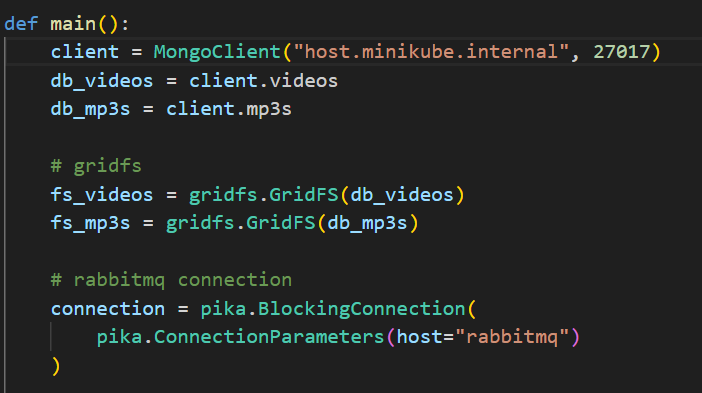 def main():
    client = MongoClient("host.minikube.internal", 27017)
    db_videos = client.videos
    db_mp3s = client.mp3s

    # gridfs
    fs_videos = gridfs.GridFS(db_videos)
    fs_mp3s = gridfs.GridFS(db_mp3s)

    # rabbitmq connection
    connection = pika.BlockingConnection(
        pika.ConnectionParameters(host="rabbitmq")
    )